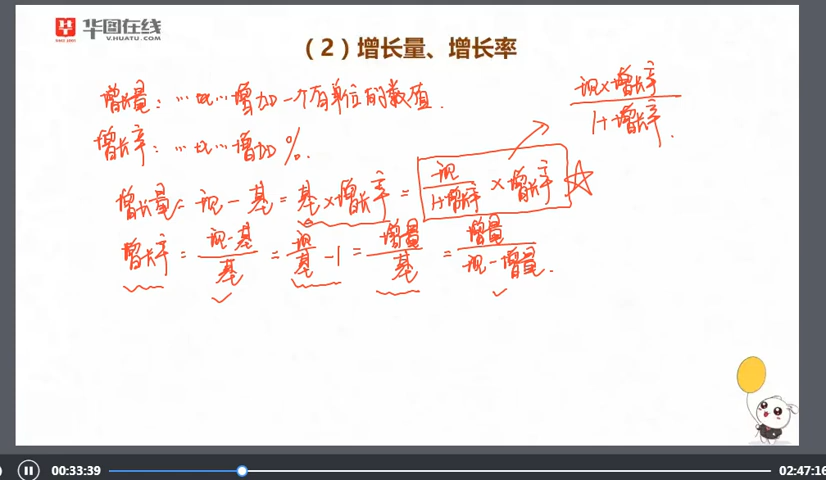 华图在线
V.HUATU.COM
（2）增长量、增长率
增长量：…比…增加一个有单位的数值．
增长率：…比…增加%．
增长量=现－基=基×增长率=现/1+增长率×增长率．
现×增长率/1+增长率．
增长率=现-基/基=现/基-1=增量/基=增量/现-增量．
00:33:39
02:47:16